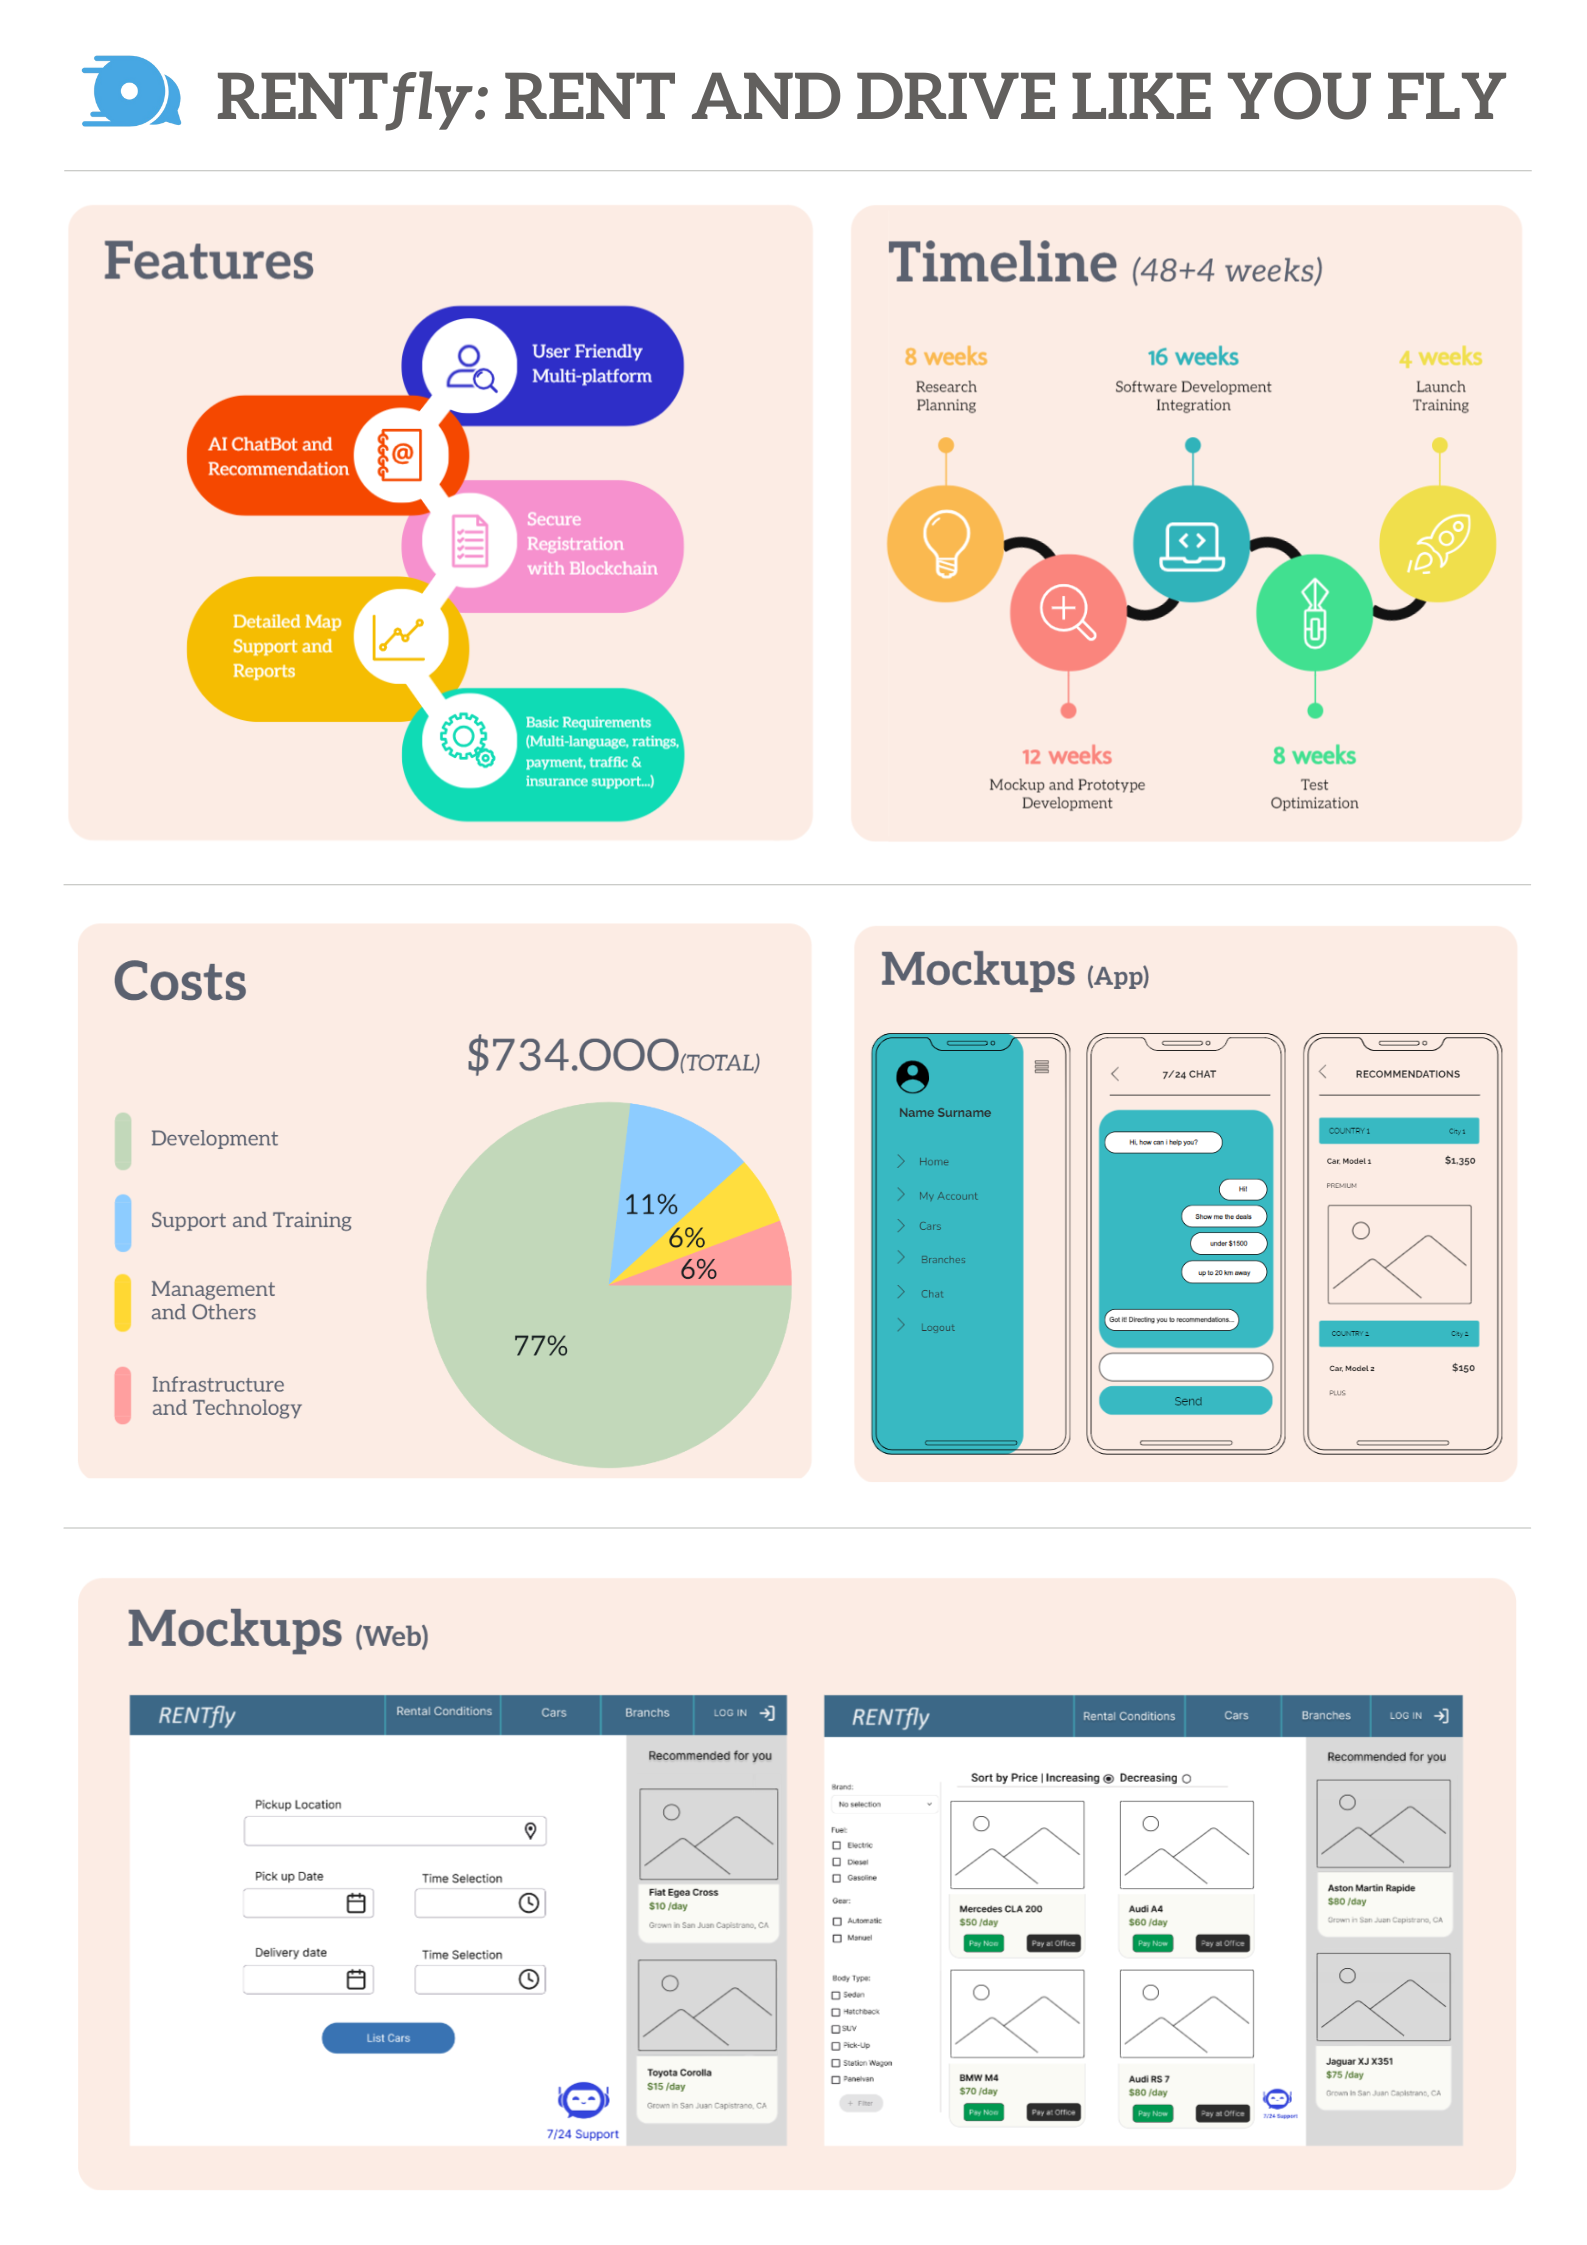 RENTfly: RENT AND DRIVE LIKE YOU FLY
Features
User Friendly
Multi-platform
AI ChatBot and
Recommendation
@
Secure
Registration
with Blockchain
Detailed Map
Support and
Reports
Basic Requirements
(Multi-language, ratings,
payment, traffic &
insurance support...)
Timeline (48+4 weeks)
8 weeks
Research
Planning
16 weeks
Software Development
Integration
4 weeks
Launch
Training
12 weeks
Mockup and Prototype
Development
8 weeks
Test
Optimization
Costs
$734.000(TOTAL)
Development
Support and Training
Management
and Others
Infrastructure
and Technology
11%
6%
6%
77%
Mockups (App)
Name Surname
Home
My Account
Cars
Branches
Chat
Logout
7/24 CHAT
Hi, how can i help you?
Hi!
Show me the deals
under $1500
up to 20 km away
Got it! Directing you to recommendations...
Send
RECOMMENDATIONS
COUNTRY 1 City 1
Car, Model 1 $1,350
PREMIUM
COUNTRY 2 City 2
Car, Model 2 $150
PLUS
Mockups (Web)
RENTfly Rental Conditions Cars Branchs LOG IN
Pickup Location
Pick up Date Time Selection
Delivery date Time Selection
List Cars
7/24 Support
Recommended for you
Fiat Egea Cross
$10 /day
Grown in San Juan Capistrano, CA
Toyota Corolla
$15 /day
Grown in San Juan Capistrano, CA
RENTfly Rental Conditions Cars Branches LOG IN
Brand:
No selection
Fuel:
Electric
Diesel
Gasoline
Gear:
Automatic
Manuel
Body Type:
Sedan
Hatchback
SUV
Pick-Up
Station Wagon
Panelvan
+ Filter
Sort by Price | Increasing Decreasing
Mercedes CLA 200
$50 /day
Pay Now Pay at Office
Audi A4
$60 /day
Pay Now Pay at Office
BMW M4
$70 /day
Pay Now Pay at Office
Audi RS 7
$80 /day
Pay Now Pay at Office
7/24 Support
Recommended for you
Aston Martin Rapide
$80 /day
Grown in San Juan Capistrano, CA
Jaguar XJ X351
$75 /day
Grown in San Juan Capistrano, CA